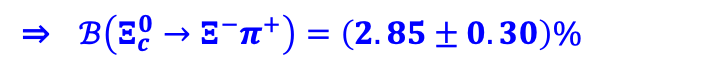 ⇒ ℬ(Ξ_c^0 → Ξ^−π^+) = (2.85 ± 0.30)%